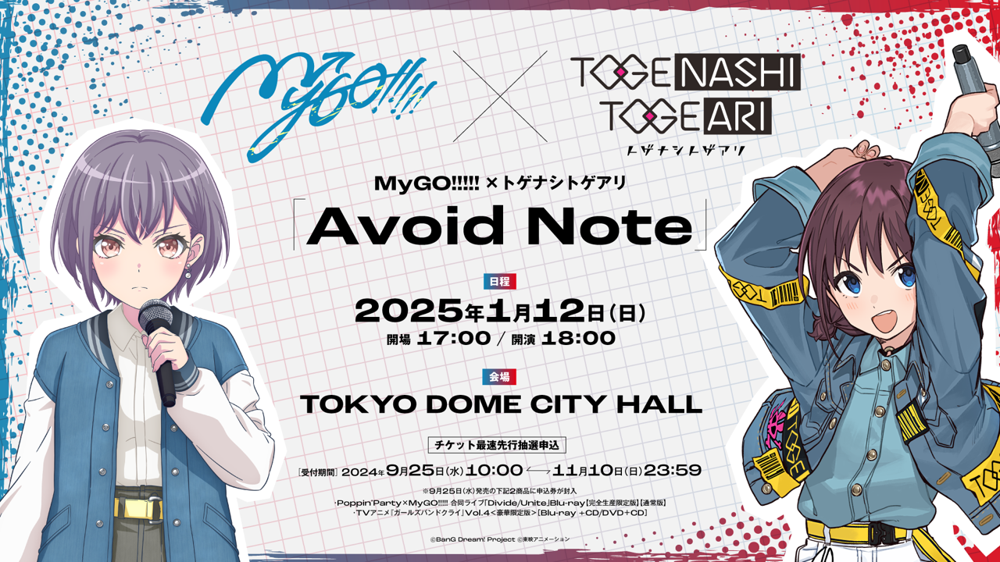 MyGO!!!!!
TOGENASHI
TOGEARI
トゲナシトゲアリ
MyGO!!!!!×トゲナシトゲアリ
「Avoid Note」
日程
2025年1月12日(日)
開場 17:00 / 開演 18:00
会場
TOKYO DOME CITY HALL
チケット最速先行抽選申込
[受付期間] 2024年9月25日(水)10:00⟷11月10日(日)23:59
※9月25日(水)発売の下記2商品に申込券が封入
・Poppin'Party×MyGO!!!!! 合同ライブ「Divide/Unite」Blu-ray【完全生産限定版】【通常版】
・TVアニメ「ガールズバンドクライ」Vol.4<豪華限定版>[Blu-ray +CD/DVD+CD]
©BanG Dream! Project ©東映アニメーション